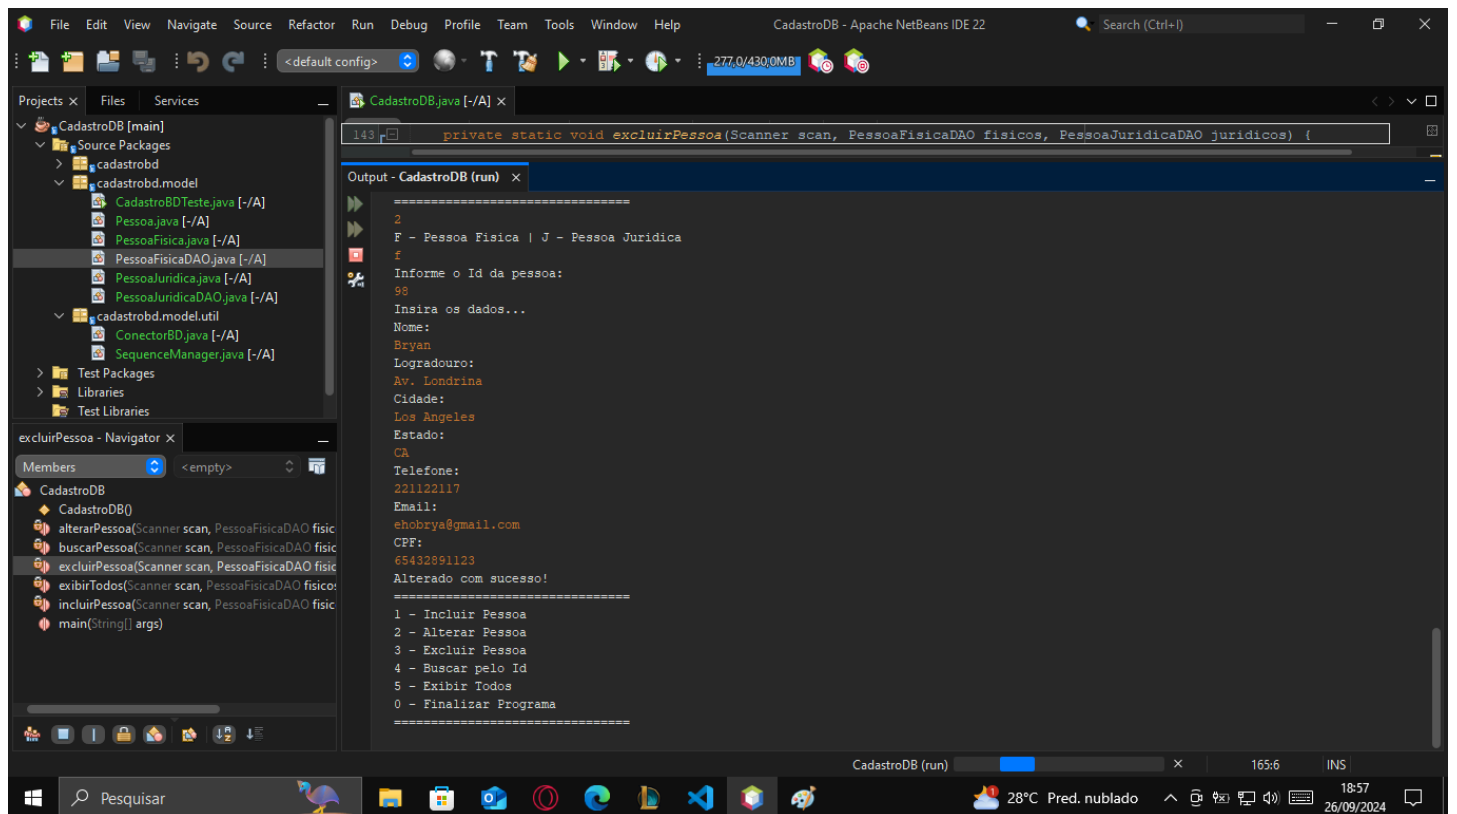 File Edit View Navigate Source Refactor Run Debug Profile Team Tools Window Help CadastroDB - Apache NetBeans IDE 22 Search (Ctrl+I)
<default config> 277,0/430,0MB
Projects Files Services
CadastroDB [main]
Source Packages
cadastrobd
cadastrobd.model
CadastroBDTeste.java [-/A]
Pessoa.java [-/A]
PessoaFisica.java [-/A]
PessoaFisicaDAO.java [-/A]
PessoaJuridica.java [-/A]
PessoaJuridicaDAO.java [-/A]
cadastrobd.model.util
ConectorBD.java [-/A]
SequenceManager.java [-/A]
Test Packages
Libraries
Test Libraries
excluirPessoa - Navigator
Members <empty>
CadastroDB
CadastroDB()
alterarPessoa(Scanner scan, PessoaFisicaDAO fisic
buscarPessoa(Scanner scan, PessoaFisicaDAO fisic
excluirPessoa(Scanner scan, PessoaFisicaDAO fisic
exibirTodos(Scanner scan, PessoaFisicaDAO fisicos
incluirPessoa(Scanner scan, PessoaFisicaDAO fisic
main(String[] args)
CadastroDB.java [-/A]
143 private static void excluirPessoa(Scanner scan, PessoaFisicaDAO fisicos, PessoaJuridicaDAO juridicos) {
Output - CadastroDB (run)
================================
2
F - Pessoa Fisica | J - Pessoa Juridica
f
Informe o Id da pessoa:
98
Insira os dados...
Nome:
Bryan
Logradouro:
Av. Londrina
Cidade:
Los Angeles
Estado:
CA
Telefone:
221122117
Email:
ehobrya@gmail.com
CPF:
65432891123
Alterado com sucesso!
================================
1 - Incluir Pessoa
2 - Alterar Pessoa
3 - Excluir Pessoa
4 - Buscar pelo Id
5 - Exibir Todos
0 - Finalizar Programa
================================
CadastroDB (run) 165:6 INS
Pesquisar 28°C Pred. nublado 18:57
26/09/2024